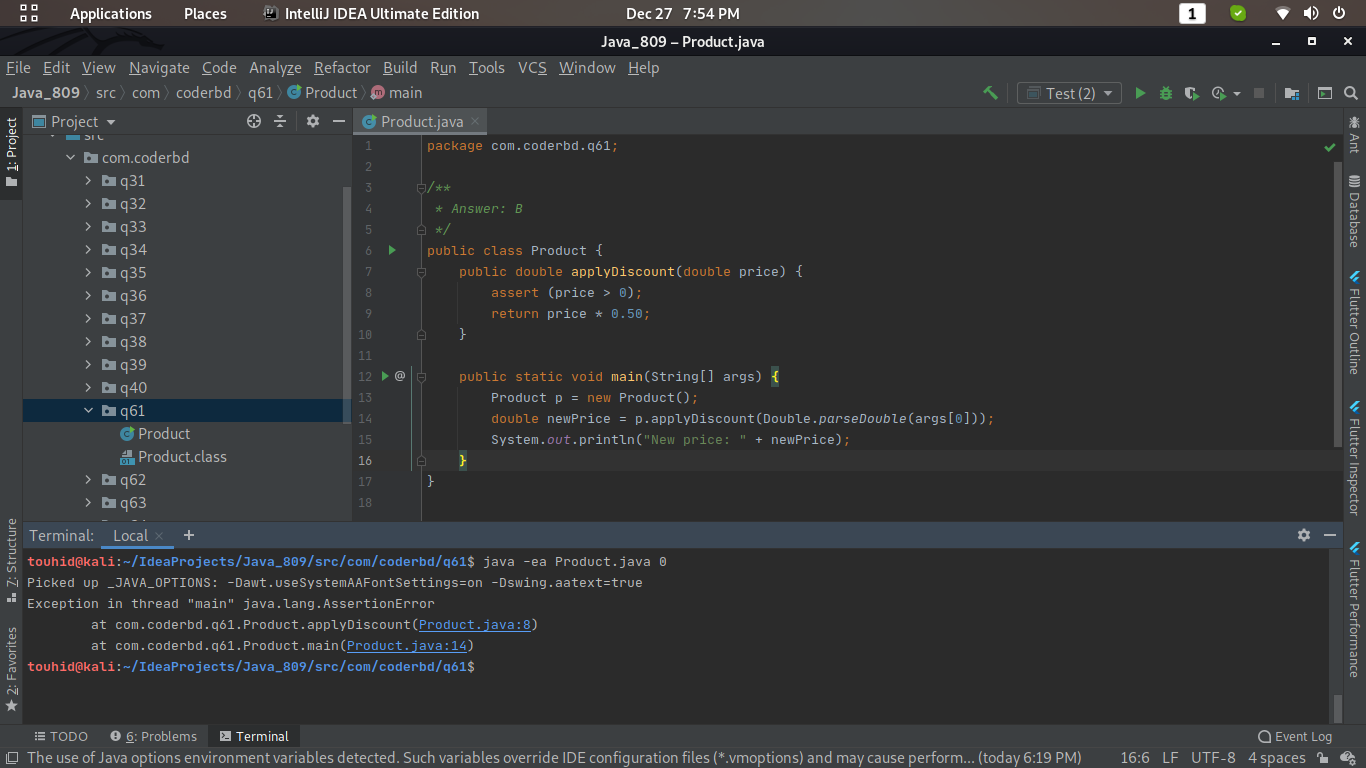 Applications Places IntelliJ IDEA Ultimate Edition Dec 27 7:54 PM 1
Java_809 – Product.java
File Edit View Navigate Code Analyze Refactor Build Run Tools VCS Window Help
Java_809 src com coderbd q61 Product main Test (2)
1: Project
Project
src
com.coderbd
q31
q32
q33
q34
q35
q36
q37
q38
q39
q40
q61
Product
Product.class
q62
q63
Product.java
1 package com.coderbd.q61;
2
3 /**
4 * Answer: B
5 */
6 public class Product {
7 public double applyDiscount(double price) {
8 assert (price > 0);
9 return price * 0.50;
10 }
11
12 @ public static void main(String[] args) {
13 Product p = new Product();
14 double newPrice = p.applyDiscount(Double.parseDouble(args[0]));
15 System.out.println("New price: " + newPrice);
16 }
17 }
18
Ant
Database
Flutter Outline
Flutter Inspector
Flutter Performance
7: Structure
2: Favorites
Terminal: Local +
touhid@kali:~/IdeaProjects/Java_809/src/com/coderbd/q61$ java -ea Product.java 0
Picked up _JAVA_OPTIONS: -Dawt.useSystemAAFontSettings=on -Dswing.aatext=true
Exception in thread "main" java.lang.AssertionError
at com.coderbd.q61.Product.applyDiscount(Product.java:8)
at com.coderbd.q61.Product.main(Product.java:14)
touhid@kali:~/IdeaProjects/Java_809/src/com/coderbd/q61$
TODO 6: Problems Terminal Event Log
The use of Java options environment variables detected. Such variables override IDE configuration files (*.vmoptions) and may cause perform... (today 6:19 PM) 16:6 LF UTF-8 4 spaces